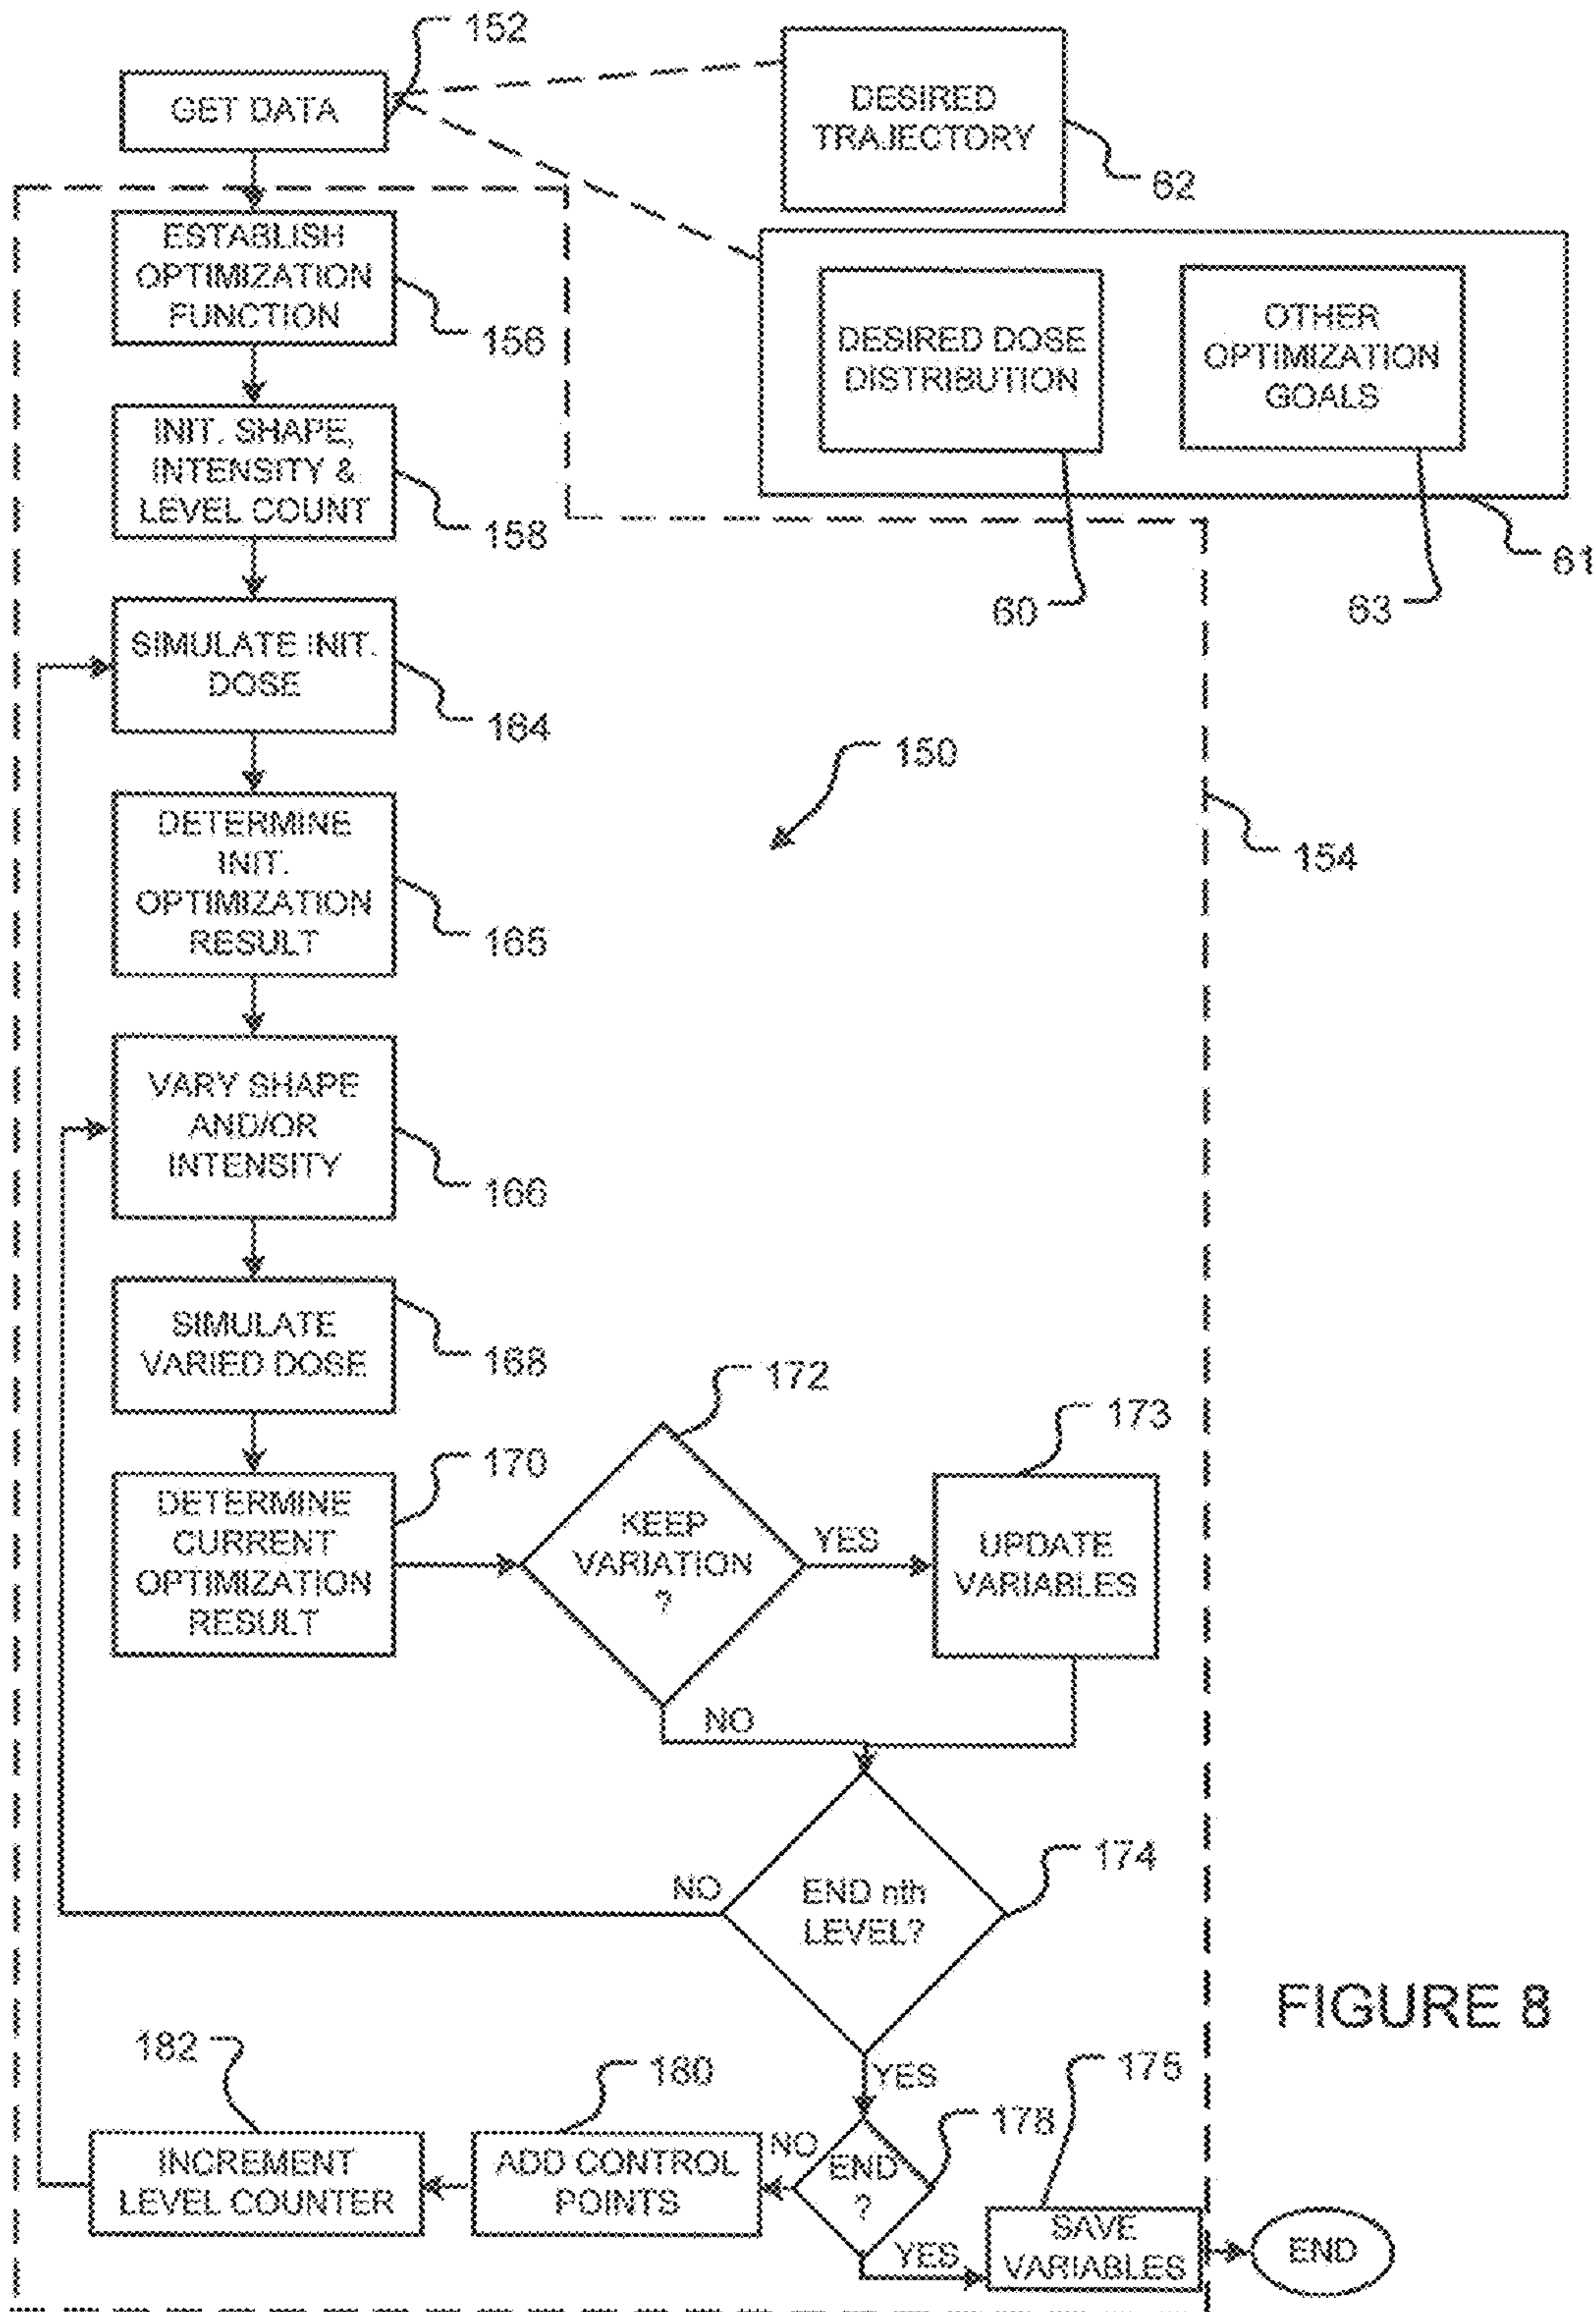 152
GET DATA
DESIRED
TRAJECTORY
62
ESTABLISH
OPTIMIZATION
FUNCTION
156
DESIRED DOSE
DISTRIBUTION
OTHER
OPTIMIZATION
GOALS
INIT. SHAPE,
INTENSITY &
LEVEL COUNT
158
61
60
63
SIMULATE INIT.
DOSE
164
150
DETERMINE
INIT.
OPTIMIZATION
RESULT
165
154
VARY SHAPE
AND/OR
INTENSITY
166
SIMULATE
VARIED DOSE
168
172
173
170
DETERMINE
CURRENT
OPTIMIZATION
RESULT
KEEP
VARIATION
?
YES
UPDATE
VARIABLES
NO
174
NO
END nth
LEVEL?
FIGURE 8
182
180
YES
175
178
INCREMENT
LEVEL COUNTER
ADD CONTROL
POINTS
NO
END
?
YES
SAVE
VARIABLES
END